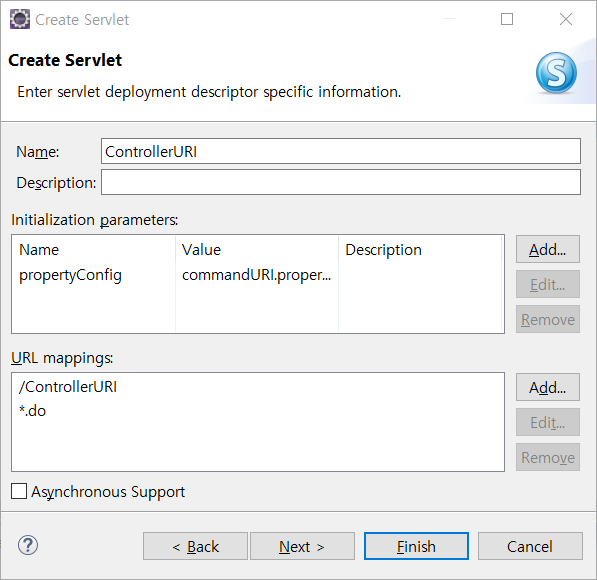 Create Servlet
Create Servlet
Enter servlet deployment descriptor specific information.
S
Name: ControllerURI
Description:
Initialization parameters:
Name Value Description
propertyConfig commandURI.proper...
Add...
Edit...
Remove
URL mappings:
/ControllerURI
*.do
Add...
Edit...
Remove
Asynchronous Support
? < Back Next > Finish Cancel